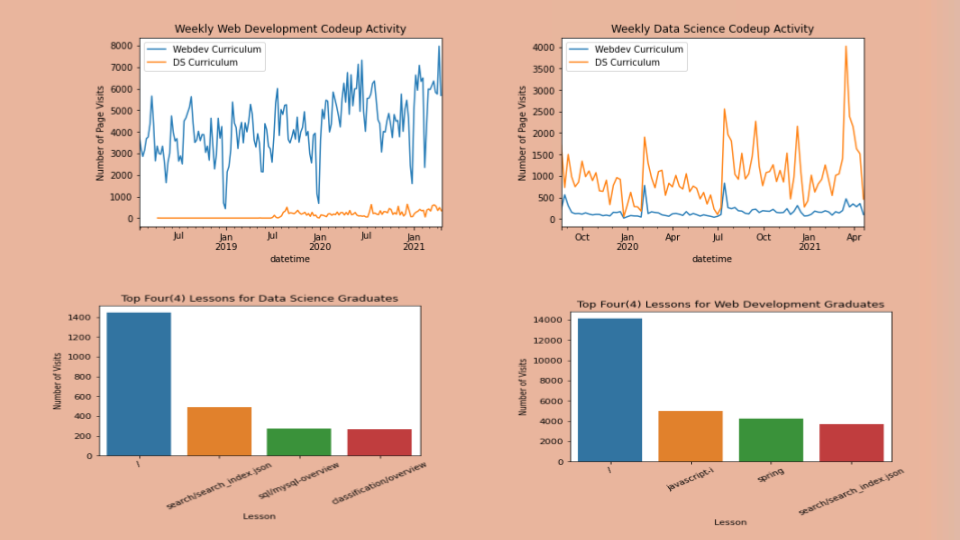 Weekly Web Development Codeup Activity
Number of Page Visits
8000
7000
6000
5000
4000
3000
2000
1000
0
Webdev Curriculum
DS Curriculum
Jul
Jan
2019
Jul
Jan
2020
Jul
Jan
2021
datetime
Weekly Data Science Codeup Activity
Number of Page Visits
4000
3500
3000
2500
2000
1500
1000
500
0
Webdev Curriculum
DS Curriculum
Oct
Jan
2020
Apr
Jul
Oct
Jan
2021
Apr
datetime
Top Four(4) Lessons for Data Science Graduates
Number of Visits
1400
1200
1000
800
600
400
200
0
/
search/search_index.json
sql/mysql-overview
classification/overview
Lesson
Top Four(4) Lessons for Web Development Graduates
Number of Visits
14000
12000
10000
8000
6000
4000
2000
0
/
javascript-i
spring
search/search_index.json
Lesson